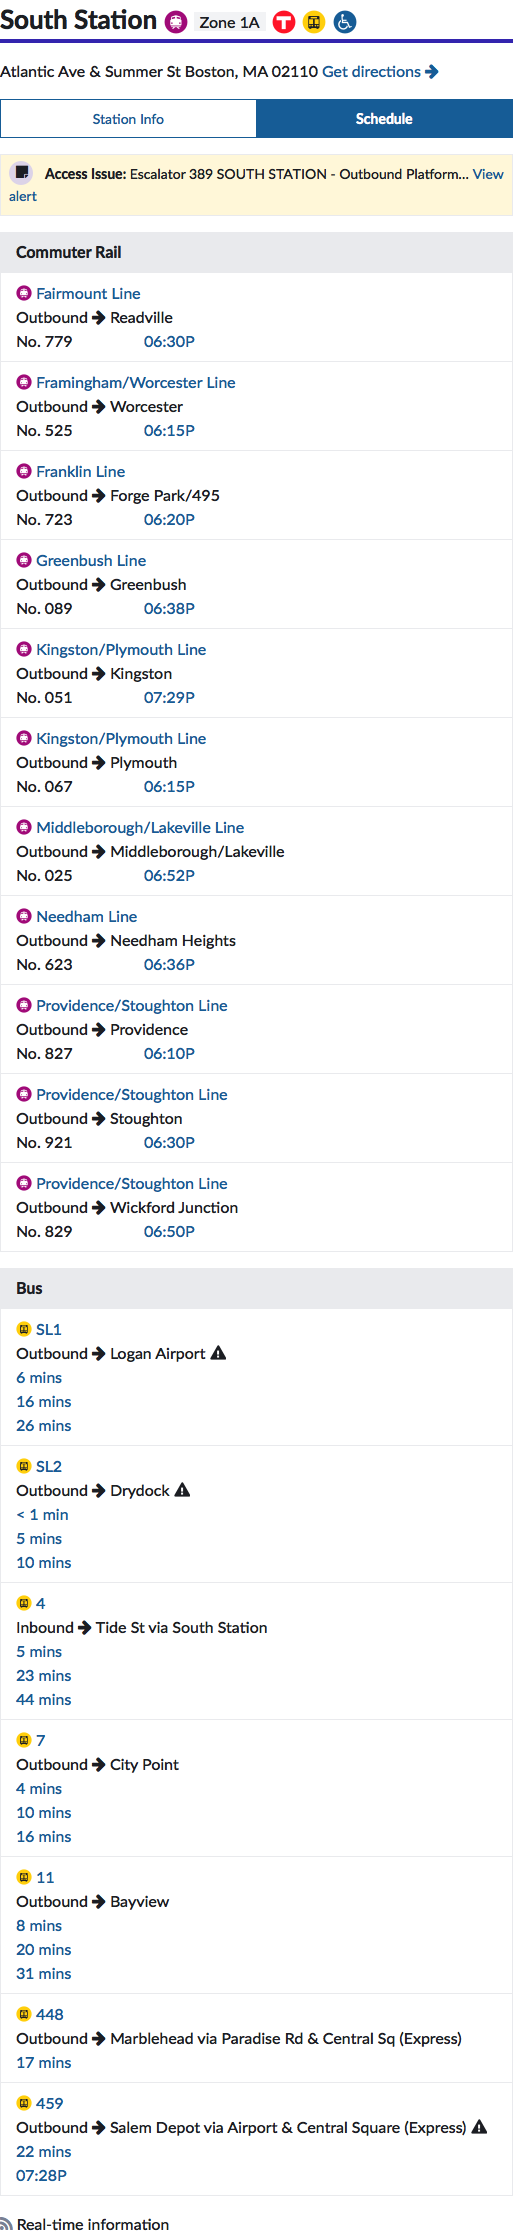 South Station Zone 1A T
Atlantic Ave & Summer St Boston, MA 02110 Get directions
Station Info Schedule
Access Issue: Escalator 389 SOUTH STATION - Outbound Platform... View
alert
Commuter Rail
Fairmount Line
Outbound → Readville
No. 779 06:30P
Framingham/Worcester Line
Outbound → Worcester
No. 525 06:15P
Franklin Line
Outbound → Forge Park/495
No. 723 06:20P
Greenbush Line
Outbound → Greenbush
No. 089 06:38P
Kingston/Plymouth Line
Outbound → Kingston
No. 051 07:29P
Kingston/Plymouth Line
Outbound → Plymouth
No. 067 06:15P
Middleborough/Lakeville Line
Outbound → Middleborough/Lakeville
No. 025 06:52P
Needham Line
Outbound → Needham Heights
No. 623 06:36P
Providence/Stoughton Line
Outbound → Providence
No. 827 06:10P
Providence/Stoughton Line
Outbound → Stoughton
No. 921 06:30P
Providence/Stoughton Line
Outbound → Wickford Junction
No. 829 06:50P
Bus
SL1
Outbound → Logan Airport
6 mins
16 mins
26 mins
SL2
Outbound → Drydock
< 1 min
5 mins
10 mins
4
Inbound → Tide St via South Station
5 mins
23 mins
44 mins
7
Outbound → City Point
4 mins
10 mins
16 mins
11
Outbound → Bayview
8 mins
20 mins
31 mins
448
Outbound → Marblehead via Paradise Rd & Central Sq (Express)
17 mins
459
Outbound → Salem Depot via Airport & Central Square (Express)
22 mins
07:28P
Real-time information